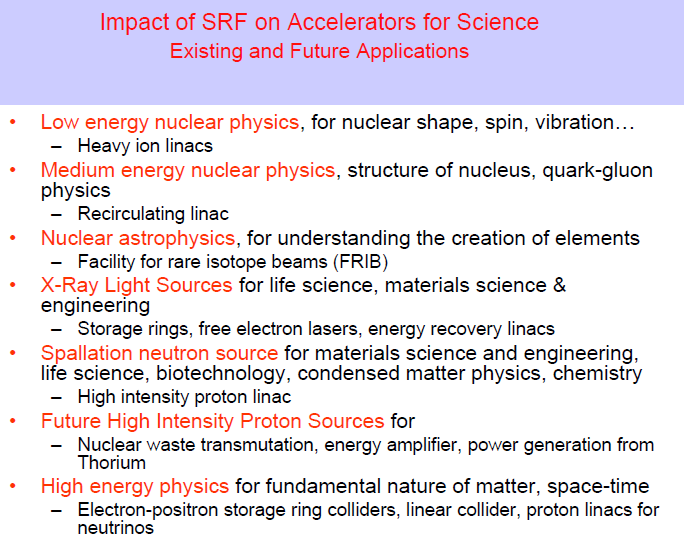 Impact of SRF on Accelerators for Science
Existing and Future Applications
• Low energy nuclear physics, for nuclear shape, spin, vibration…
– Heavy ion linacs
• Medium energy nuclear physics, structure of nucleus, quark-gluon
physics
– Recirculating linac
• Nuclear astrophysics, for understanding the creation of elements
– Facility for rare isotope beams (FRIB)
• X-Ray Light Sources for life science, materials science &
engineering
– Storage rings, free electron lasers, energy recovery linacs
• Spallation neutron source for materials science and engineering,
life science, biotechnology, condensed matter physics, chemistry
– High intensity proton linac
• Future High Intensity Proton Sources for
– Nuclear waste transmutation, energy amplifier, power generation from
Thorium
• High energy physics for fundamental nature of matter, space-time
– Electron-positron storage ring colliders, linear collider, proton linacs for
neutrinos